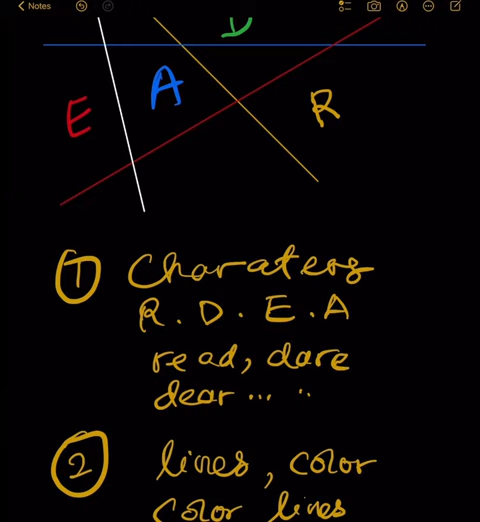 Notes
D
A
E
R
① Charaters
R . D . E . A
read, dare
dear ... ..
② lines, color
color lines